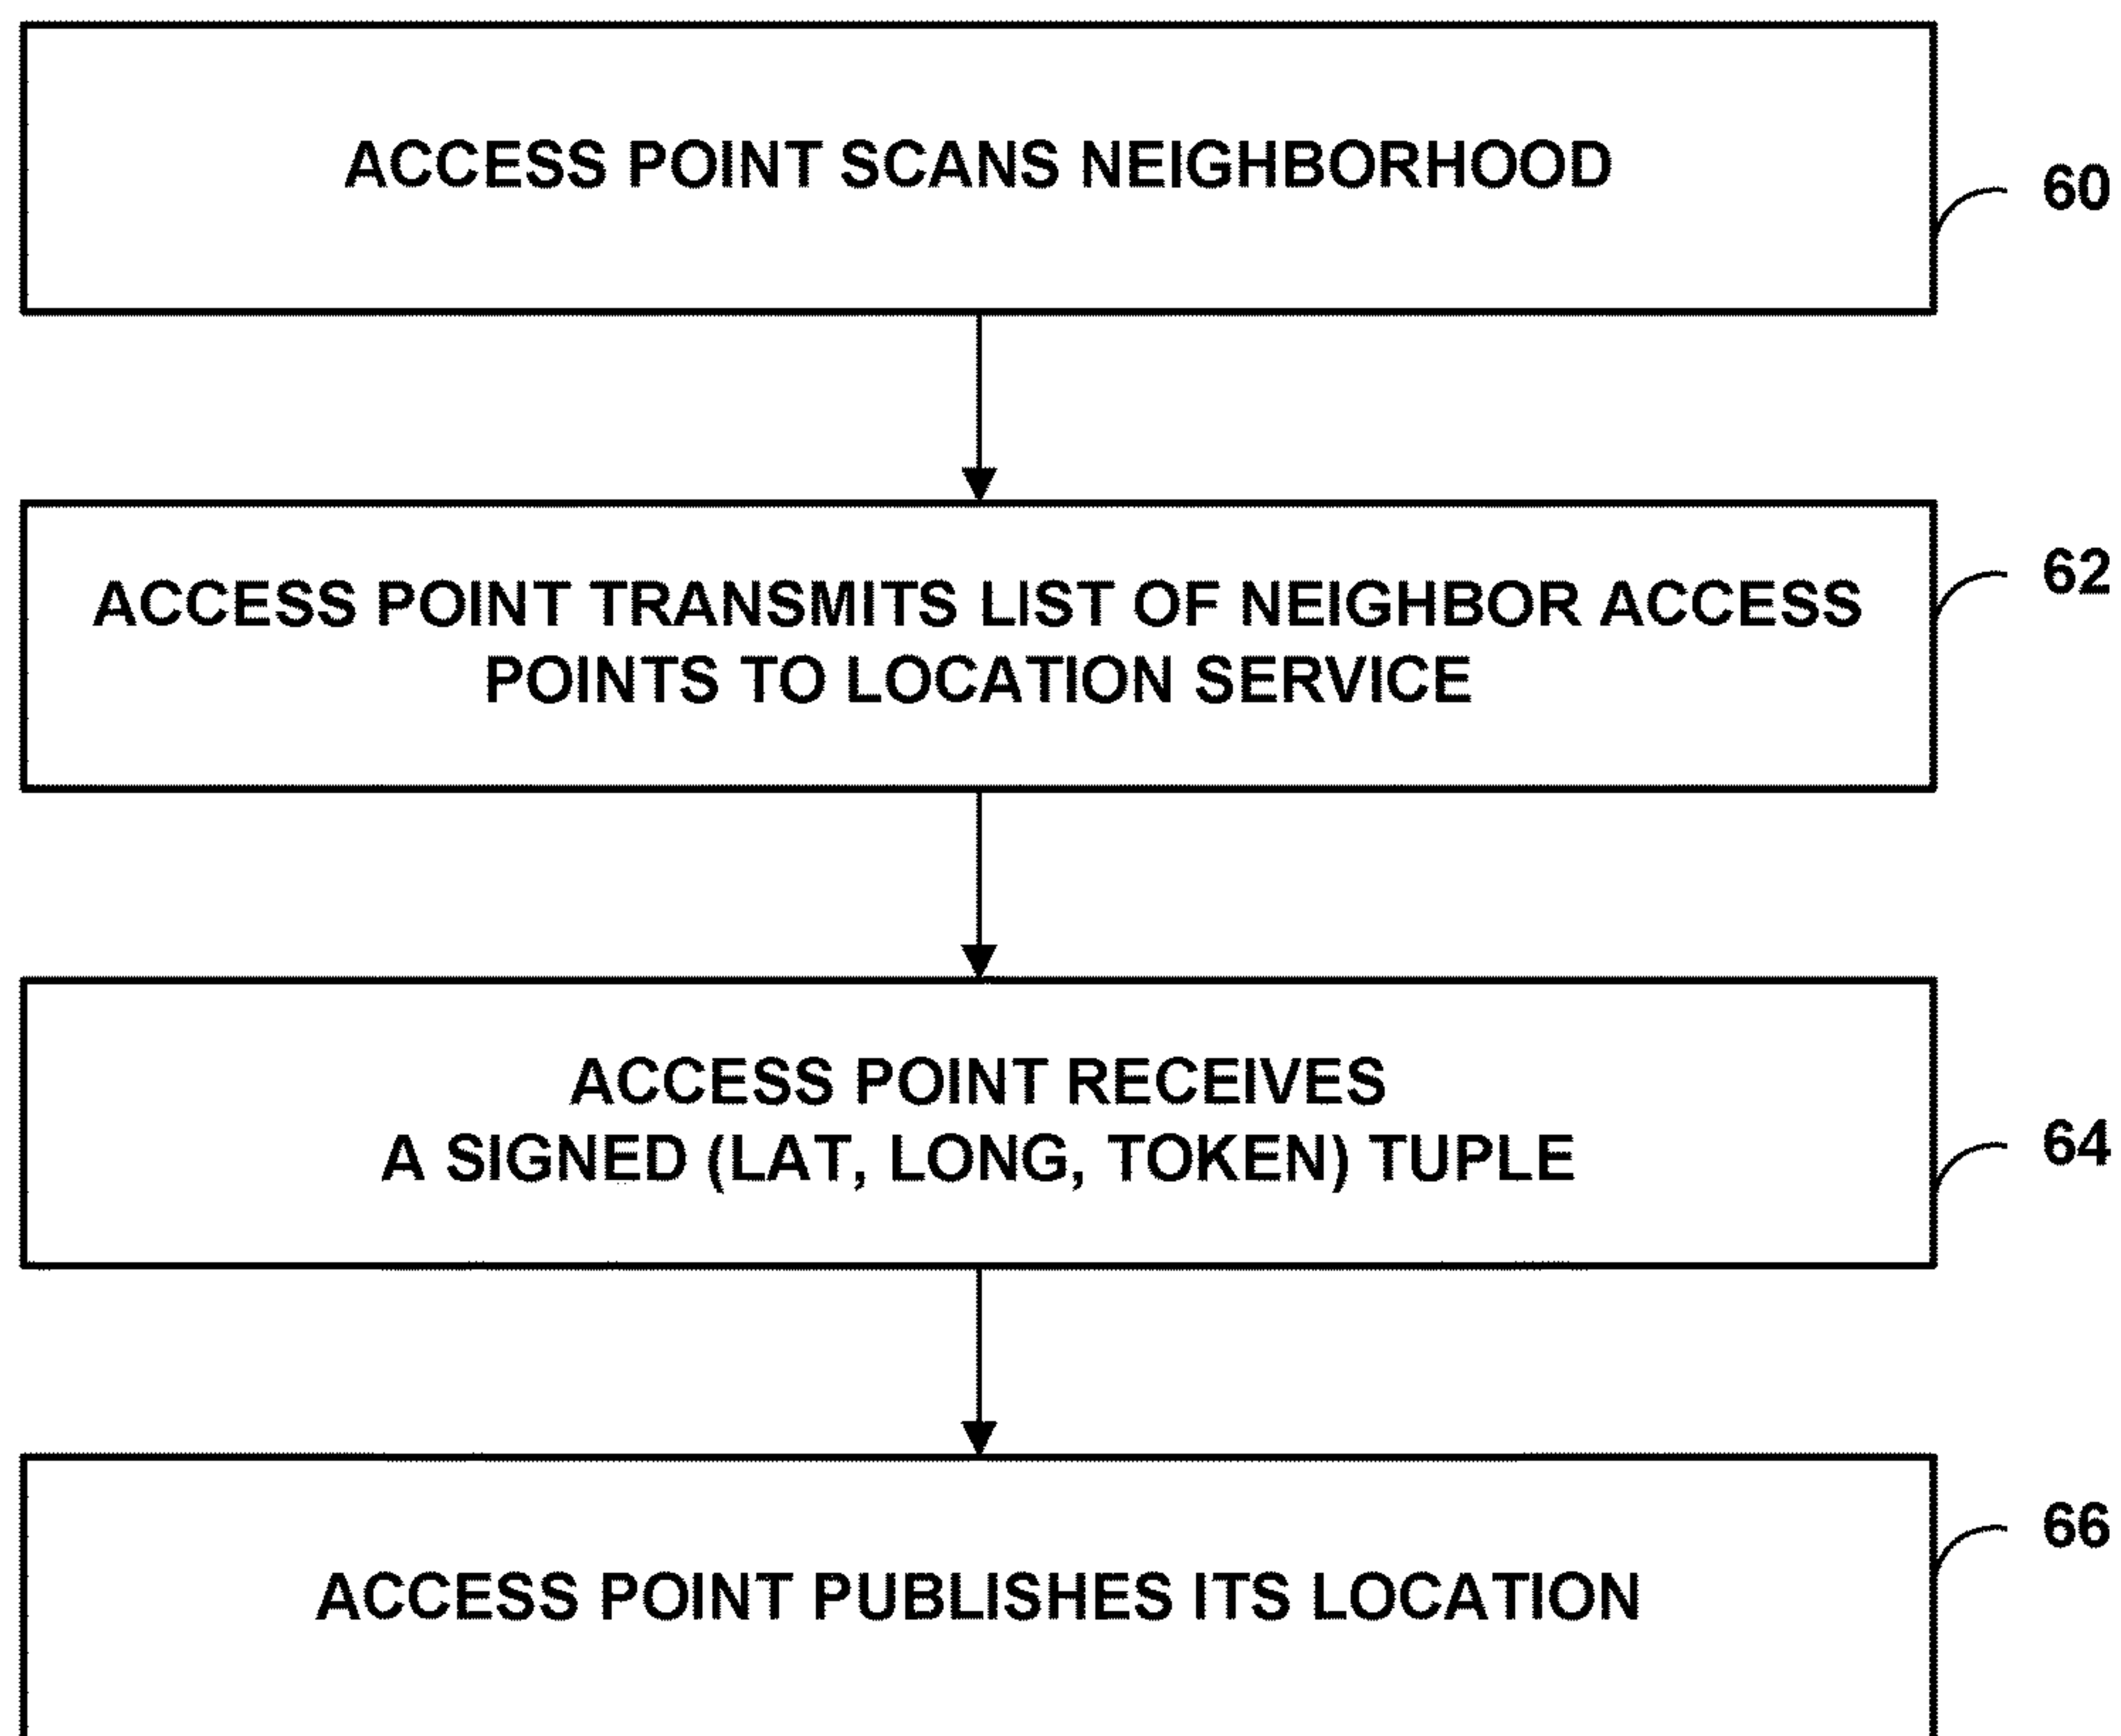 ACCESS POINT SCANS NEIGHBORHOOD
60
ACCESS POINT TRANSMITS LIST OF NEIGHBOR ACCESS
POINTS TO LOCATION SERVICE
62
ACCESS POINT RECEIVES
A SIGNED (LAT, LONG, TOKEN) TUPLE
64
ACCESS POINT PUBLISHES ITS LOCATION
66